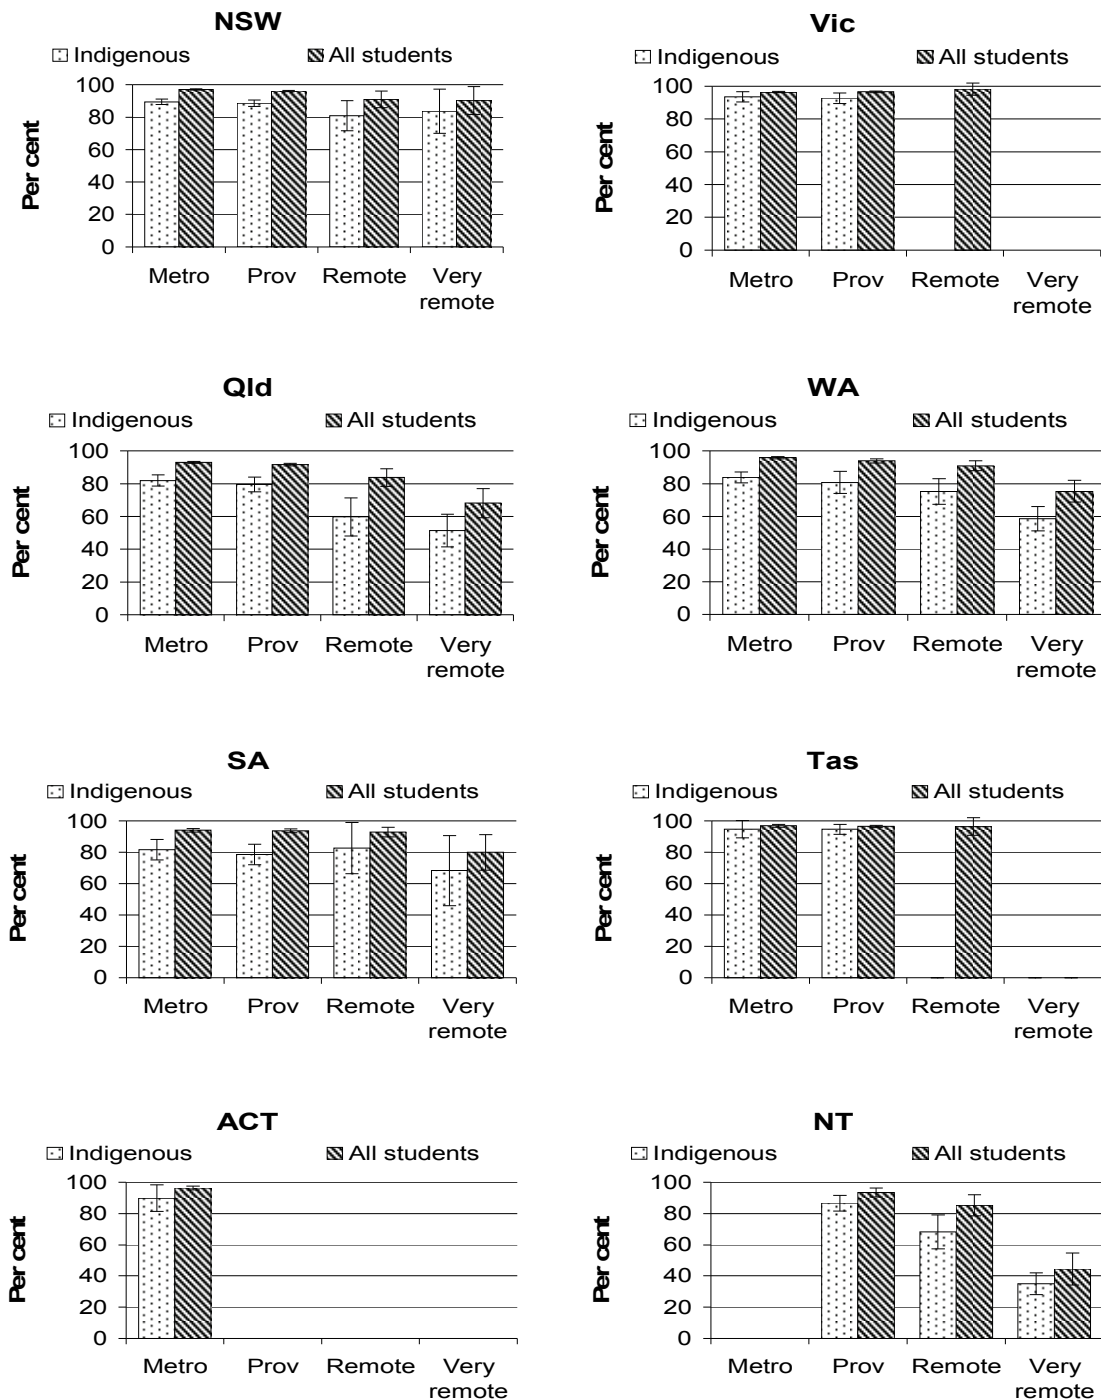 NSW
Indigenous All students
100
80
60
40
20
0
Per cent
Metro Prov Remote Very
remote
Vic
Indigenous All students
100
80
60
40
20
0
Per cent
Metro Prov Remote Very
remote
Qld
Indigenous All students
100
80
60
40
20
0
Per cent
Metro Prov Remote Very
remote
WA
Indigenous All students
100
80
60
40
20
0
Per cent
Metro Prov Remote Very
remote
SA
Indigenous All students
100
80
60
40
20
0
Per cent
Metro Prov Remote Very
remote
Tas
Indigenous All students
100
80
60
40
20
0
Per cent
Metro Prov Remote Very
remote
ACT
Indigenous All students
100
80
60
40
20
0
Per cent
Metro Prov Remote Very
remote
NT
Indigenous All students
100
80
60
40
20
0
Per cent
Metro Prov Remote Very
remote